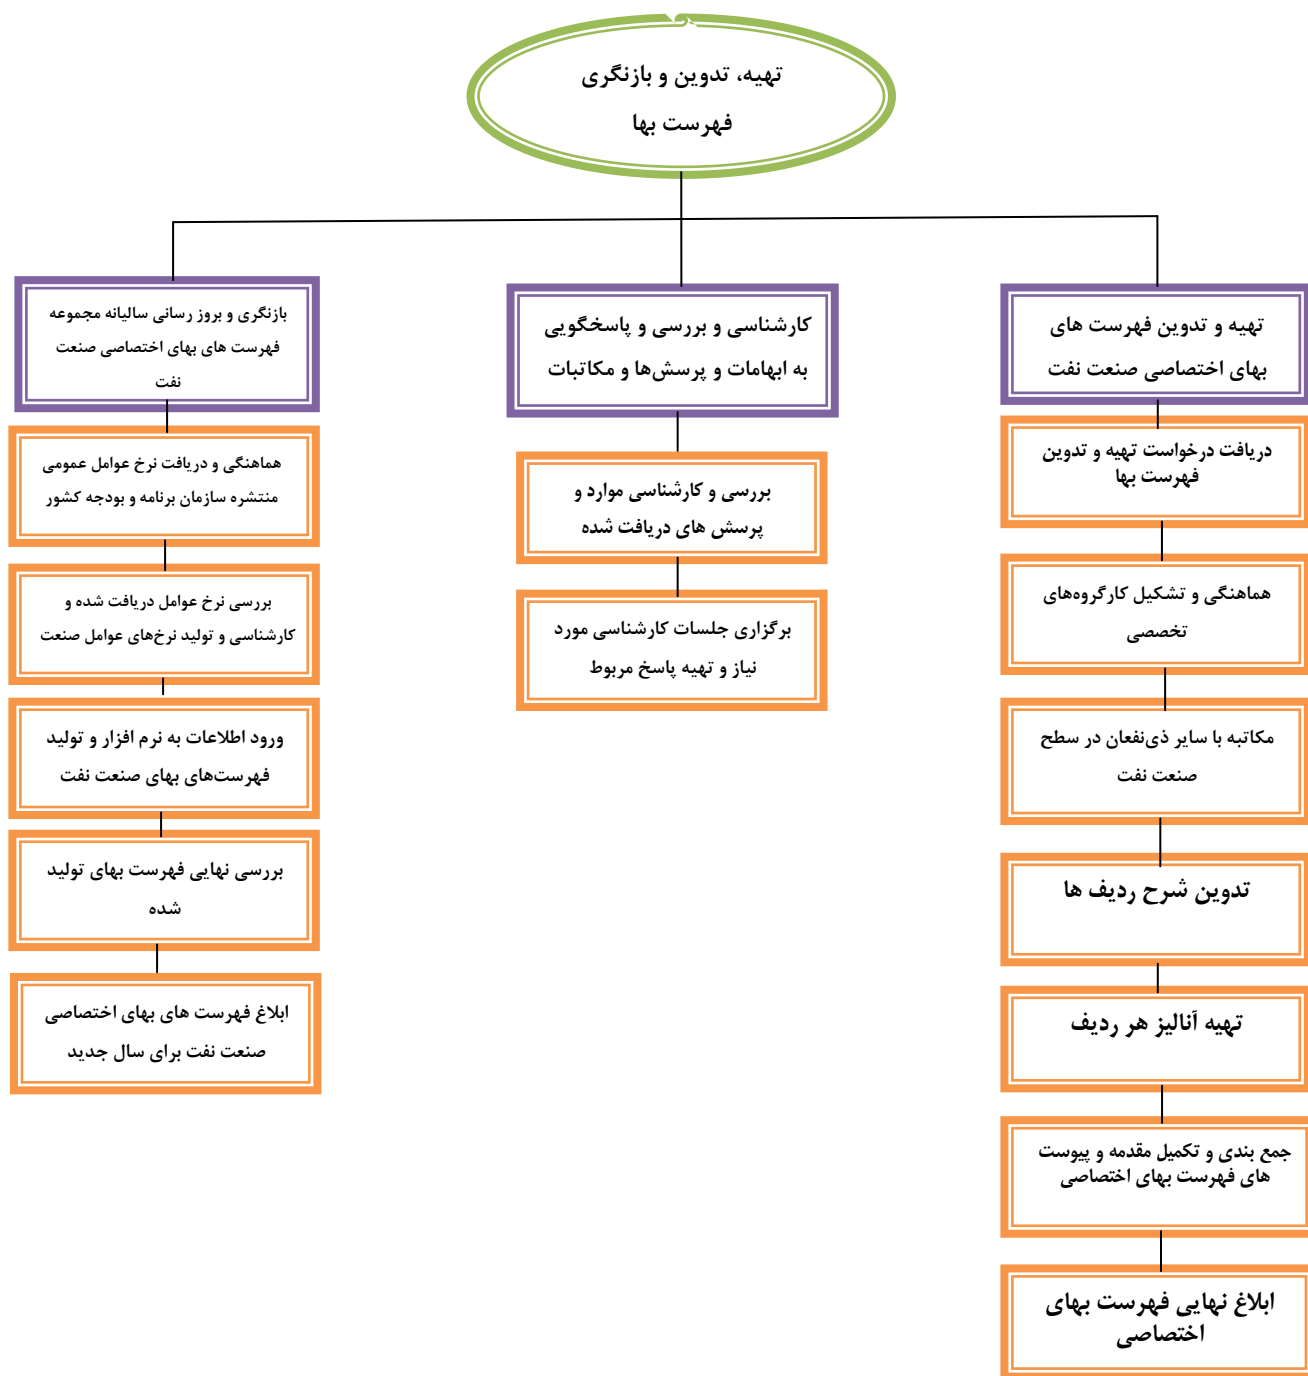 تهیه، تدوین و بازنگری
فهرست بها
تهیه و تدوین فهرست های
بهای اختصاصی صنعت نفت
دریافت درخواست تهیه و تدوین
فهرست بها
هماهنگی و تشکیل کارگروه‌های
تخصصی
مکاتبه با سایر ذی‌نفعان در سطح
صنعت نفت
تدوین شرح ردیف ها
تهیه آنالیز هر ردیف
جمع بندی و تکمیل مقدمه و پیوست
های فهرست بهای اختصاصی
ابلاغ نهایی فهرست بهای
اختصاصی
کارشناسی و بررسی و پاسخگویی
به ابهامات و پرسش‌ها و مکاتبات
بررسی و کارشناسی موارد و
پرسش های دریافت شده
برگزاری جلسات کارشناسی مورد
نیاز و تهیه پاسخ مربوط
بازنگری و بروز رسانی سالیانه مجموعه
فهرست های بهای اختصاصی صنعت
نفت
هماهنگی و دریافت نرخ عوامل عمومی
منتشره سازمان برنامه و بودجه کشور
بررسی نرخ عوامل دریافت شده و
کارشناسی و تولید نرخ‌های عوامل صنعت
ورود اطلاعات به نرم افزار و تولید
فهرست‌های بهای صنعت نفت
بررسی نهایی فهرست بهای تولید
شده
ابلاغ فهرست های بهای اختصاصی
صنعت نفت برای سال جدید